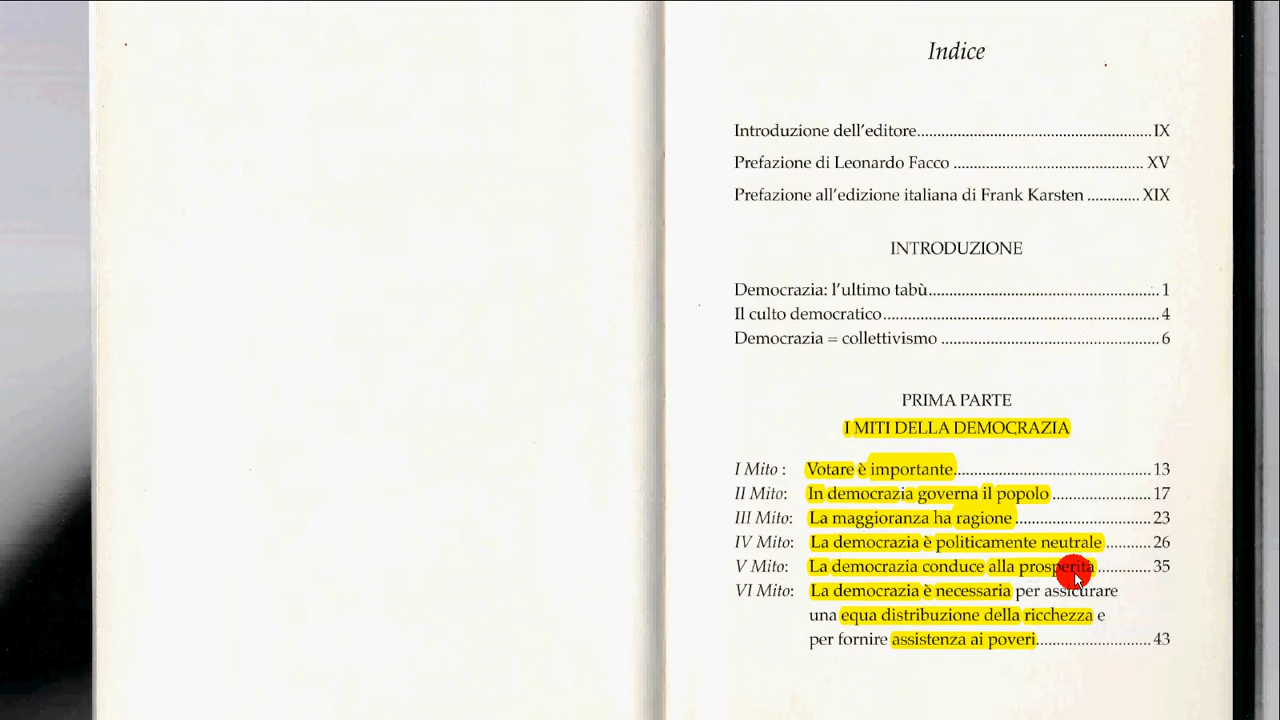 Indice
Introduzione dell'editore....................................................IX
Prefazione di Leonardo Facco ..........................................XV
Prefazione all'edizione italiana di Frank Karsten ............XIX
INTRODUZIONE
Democrazia: l'ultimo tabù...................................................1
Il culto democratico.............................................................4
Democrazia = collettivismo ................................................6
PRIMA PARTE
I MITI DELLA DEMOCRAZIA
I Mito : Votare è importante...........................................13
II Mito: In democrazia governa il popolo ......................17
III Mito: La maggioranza ha ragione ..............................23
IV Mito: La democrazia è politicamente neutrale ..........26
V Mito: La democrazia conduce alla prosperità............35
VI Mito: La democrazia è necessaria per assicurare
una equa distribuzione della ricchezza e
per fornire assistenza ai poveri.........................43